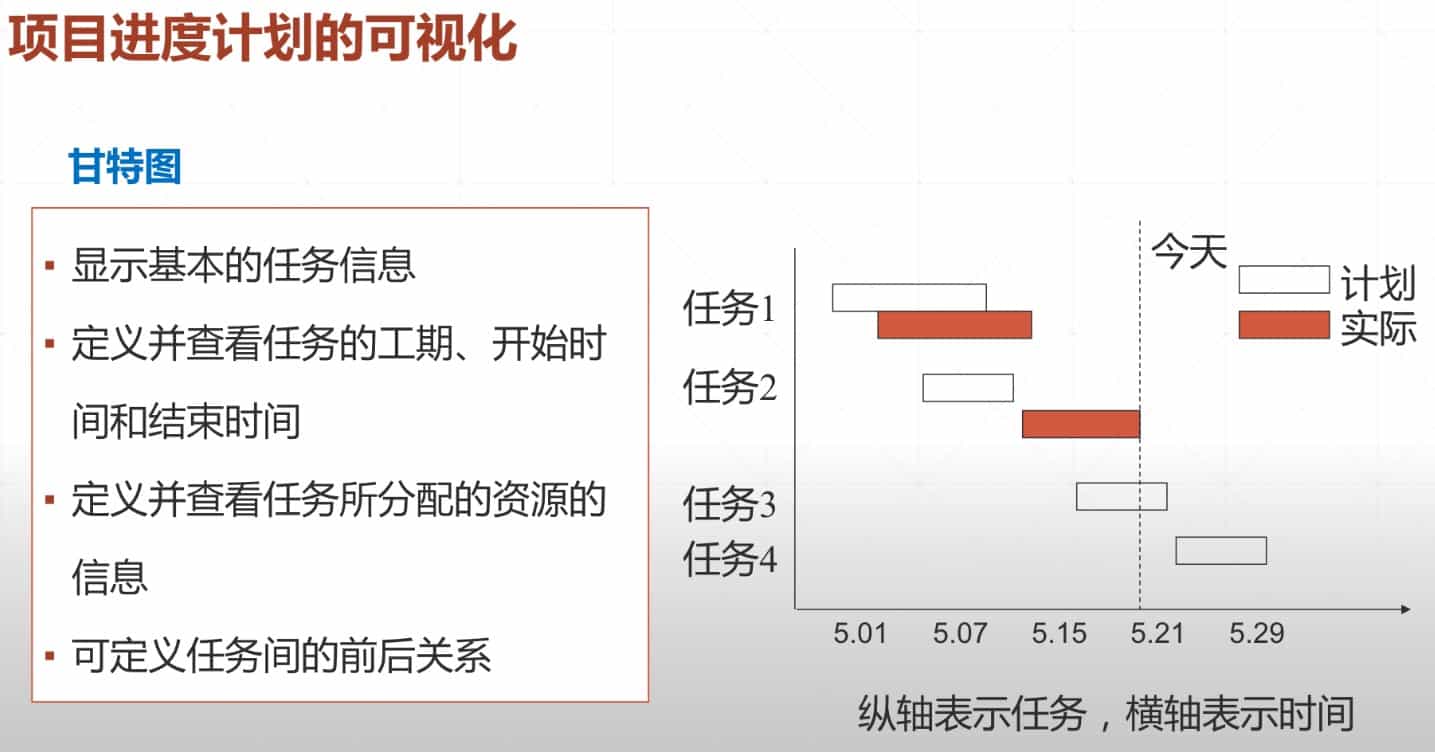 项目进度计划的可视化
甘特图
▪ 显示基本的任务信息
▪ 定义并查看任务的工期、开始时
间和结束时间
▪ 定义并查看任务所分配的资源的
信息
▪ 可定义任务间的前后关系
今天
计划
实际
任务1
任务2
任务3
任务4
5.01 5.07 5.15 5.21 5.29
纵轴表示任务，横轴表示时间